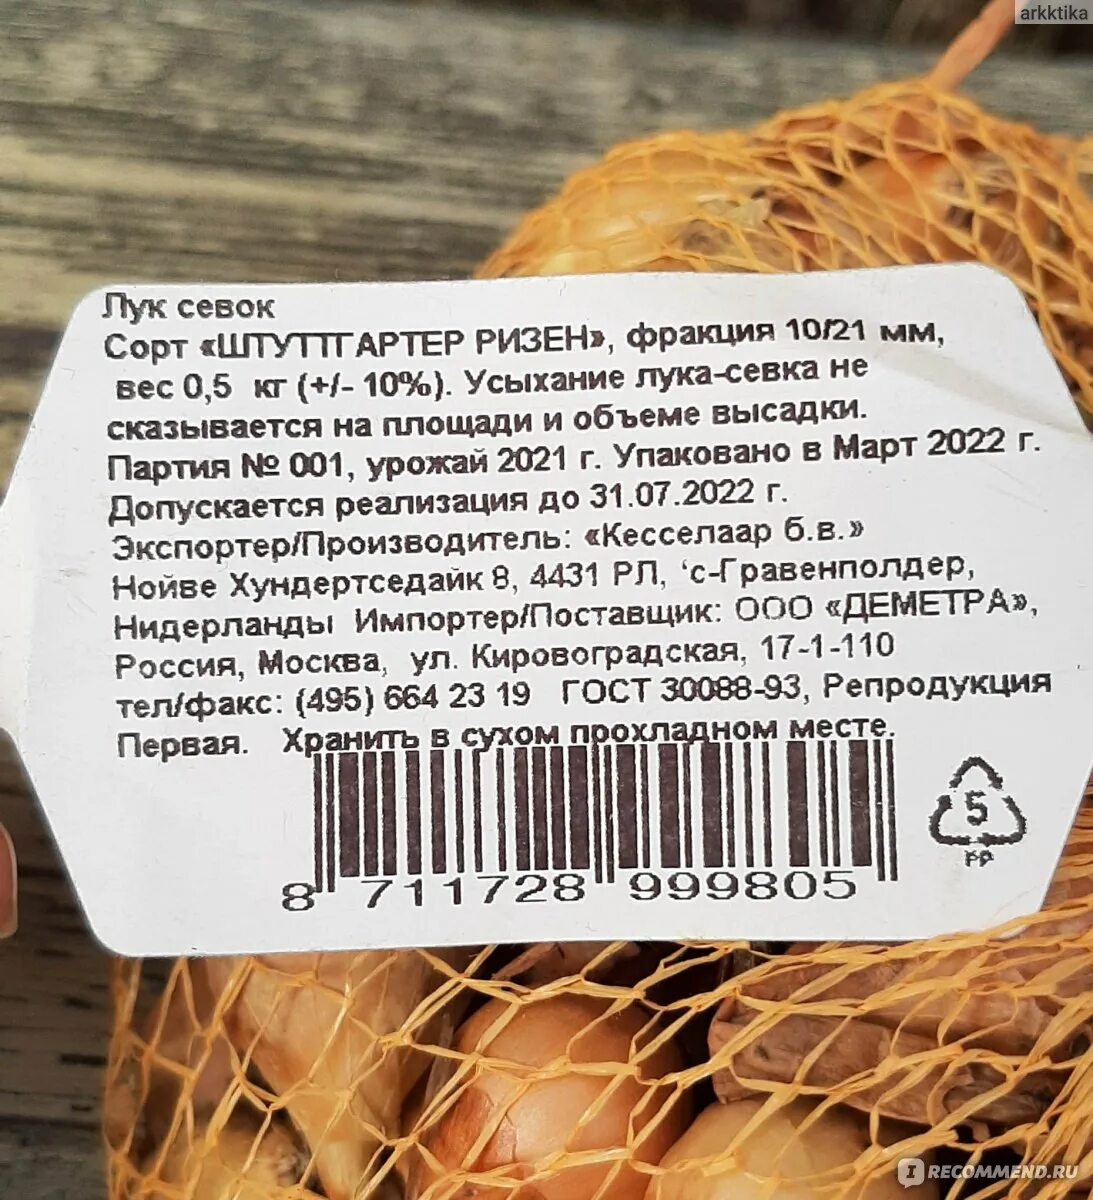 arkktika
Лук севок
Сорт «ШТУТТГАРТЕР РИЗЕН», фракция 10/21 мм,
вес 0,5 кг (+/- 10%). Усыхание лука-севка не
сказывается на площади и объеме высадки.
Партия № 001, урожай 2021 г. Упаковано в Март 2022 г.
Допускается реализация до 31.07.2022 г.
Экспортер/Производитель: «Кесселаар б.в.»
Нойве Хундертседайк 8, 4431 РЛ, ‘с-Гравенполдер,
Нидерланды Импортер/Поставщик: ООО «ДЕМЕТРА»,
Россия, Москва, ул. Кировоградская, 17-1-110
тел/факс: (495) 664 23 19 ГОСТ 30088-93, Репродукция
Первая. Хранить в сухом прохладном месте.
8 711728 999805
5
PP
IRECOMMEND.RU